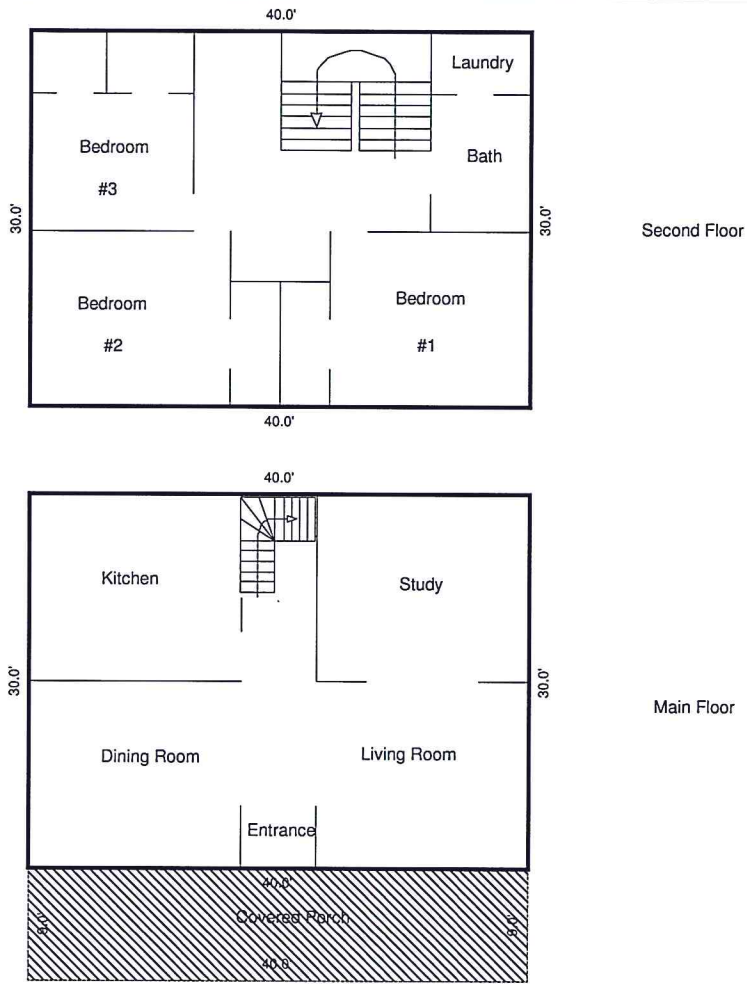 40.0'
Laundry
Bedroom
#3
Bath
30.0'
30.0'
Second Floor
Bedroom
#2
Bedroom
#1
40.0'
40.0'
Kitchen
Study
30.0'
30.0'
Main Floor
Dining Room
Living Room
Entrance
40.0'
9.0'
Covered Porch
9.0'
40.0'